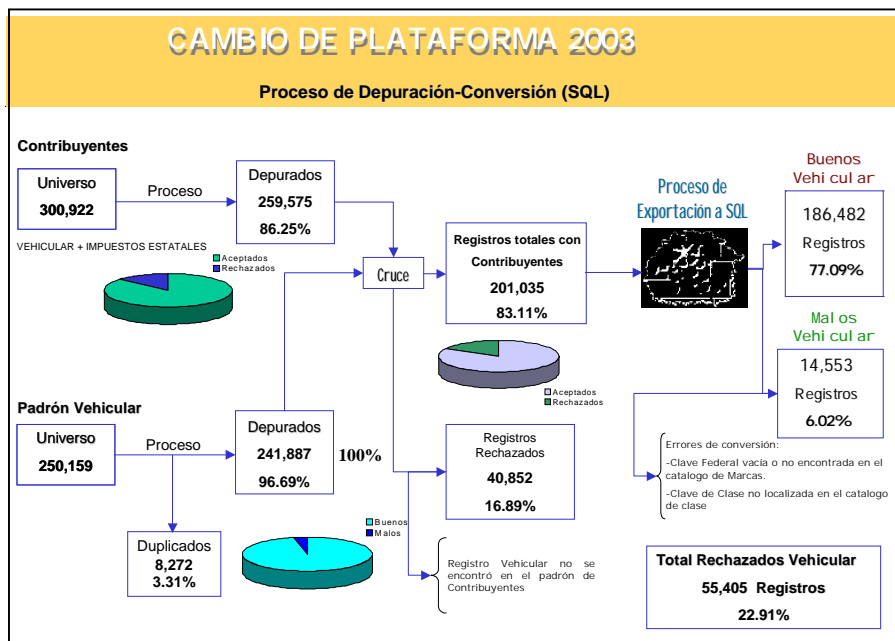 CAMBIO DE PLATAFORMA 2003
Proceso de Depuración-Conversión (SQL)
Contribuyentes
Universo
300,922
Proceso
Depurados
259,575
86.25%
VEHICULAR + IMPUESTOS ESTATALES
Aceptados
Rechazados
Cruce
Registros totales con
Contribuyentes
201,035
83.11%
Aceptados
Rechazados
Proceso de
Exportación a SQL
Buenos
Vehicular
186,482
Registros
77.09%
Malos
Vehicular
14,553
Registros
6.02%
Errores de conversión:
-Clave Federal vacía o no encontrada en el
catalogo de Marcas.
-Clave de Clase no localizada en el catalogo
de clase
Padrón Vehicular
Universo
250,159
Proceso
Depurados
241,887
96.69%
100%
Duplicados
8,272
3.31%
Buenos
Malos
Registros
Rechazados
40,852
16.89%
Registro Vehicular no se
encontró en el padrón de
Contribuyentes
Total Rechazados Vehicular
55,405 Registros
22.91%